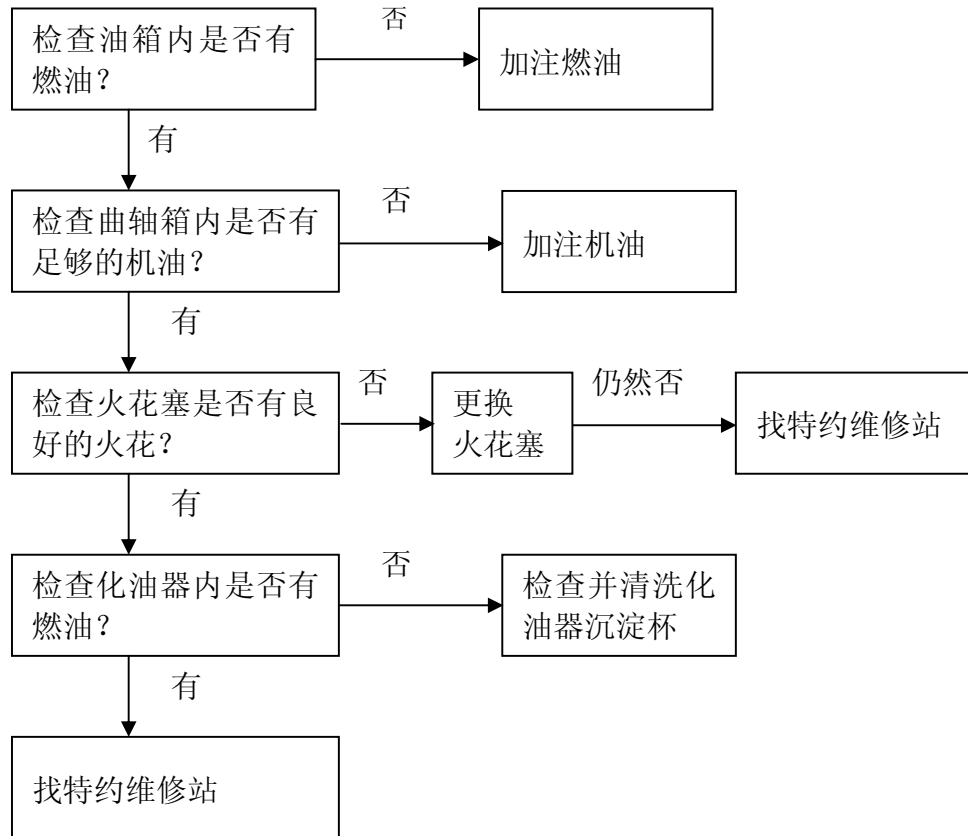 检查油箱内是否有
燃油？
否
加注燃油
有
检查曲轴箱内是否有
足够的机油？
否
加注机油
有
检查火花塞是否有良
好的火花？
否
更换
火花塞
仍然否
找特约维修站
有
检查化油器内是否有
燃油？
否
检查并清洗化
油器沉淀杯
有
找特约维修站